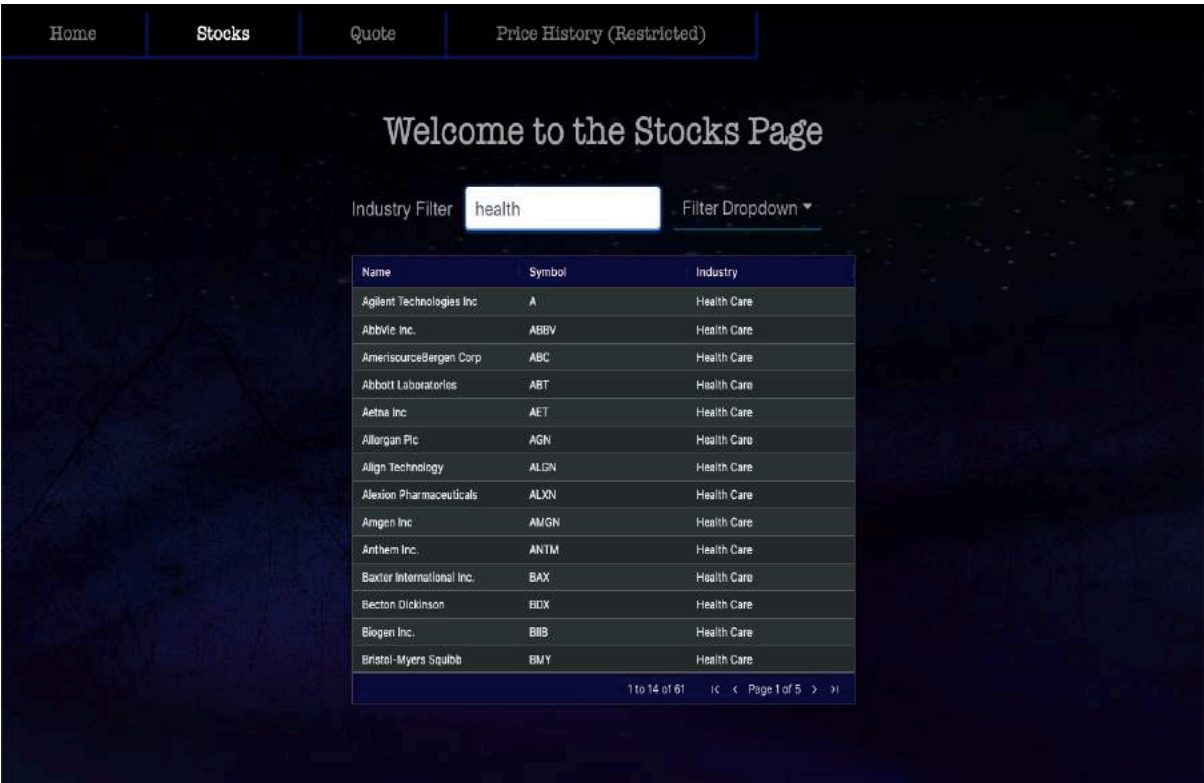 Home Stocks Quote Price History (Restricted)
Welcome to the Stocks Page
Industry Filter health Filter Dropdown
Name Symbol Industry
Agilent Technologies Inc A Health Care
AbbVie Inc. ABBV Health Care
AmerisourceBergen Corp ABC Health Care
Abbott Laboratories ABT Health Care
Aetna Inc AET Health Care
Allergan Plc AGN Health Care
Align Technology ALGN Health Care
Alexion Pharmaceuticals ALXN Health Care
Amgen Inc AMGN Health Care
Anthem Inc. ANTM Health Care
Baxter International Inc. BAX Health Care
Becton Dickinson BDX Health Care
Biogen Inc. BIIB Health Care
Bristol-Myers Squibb BMY Health Care
1 to 14 of 61 Page 1 of 5